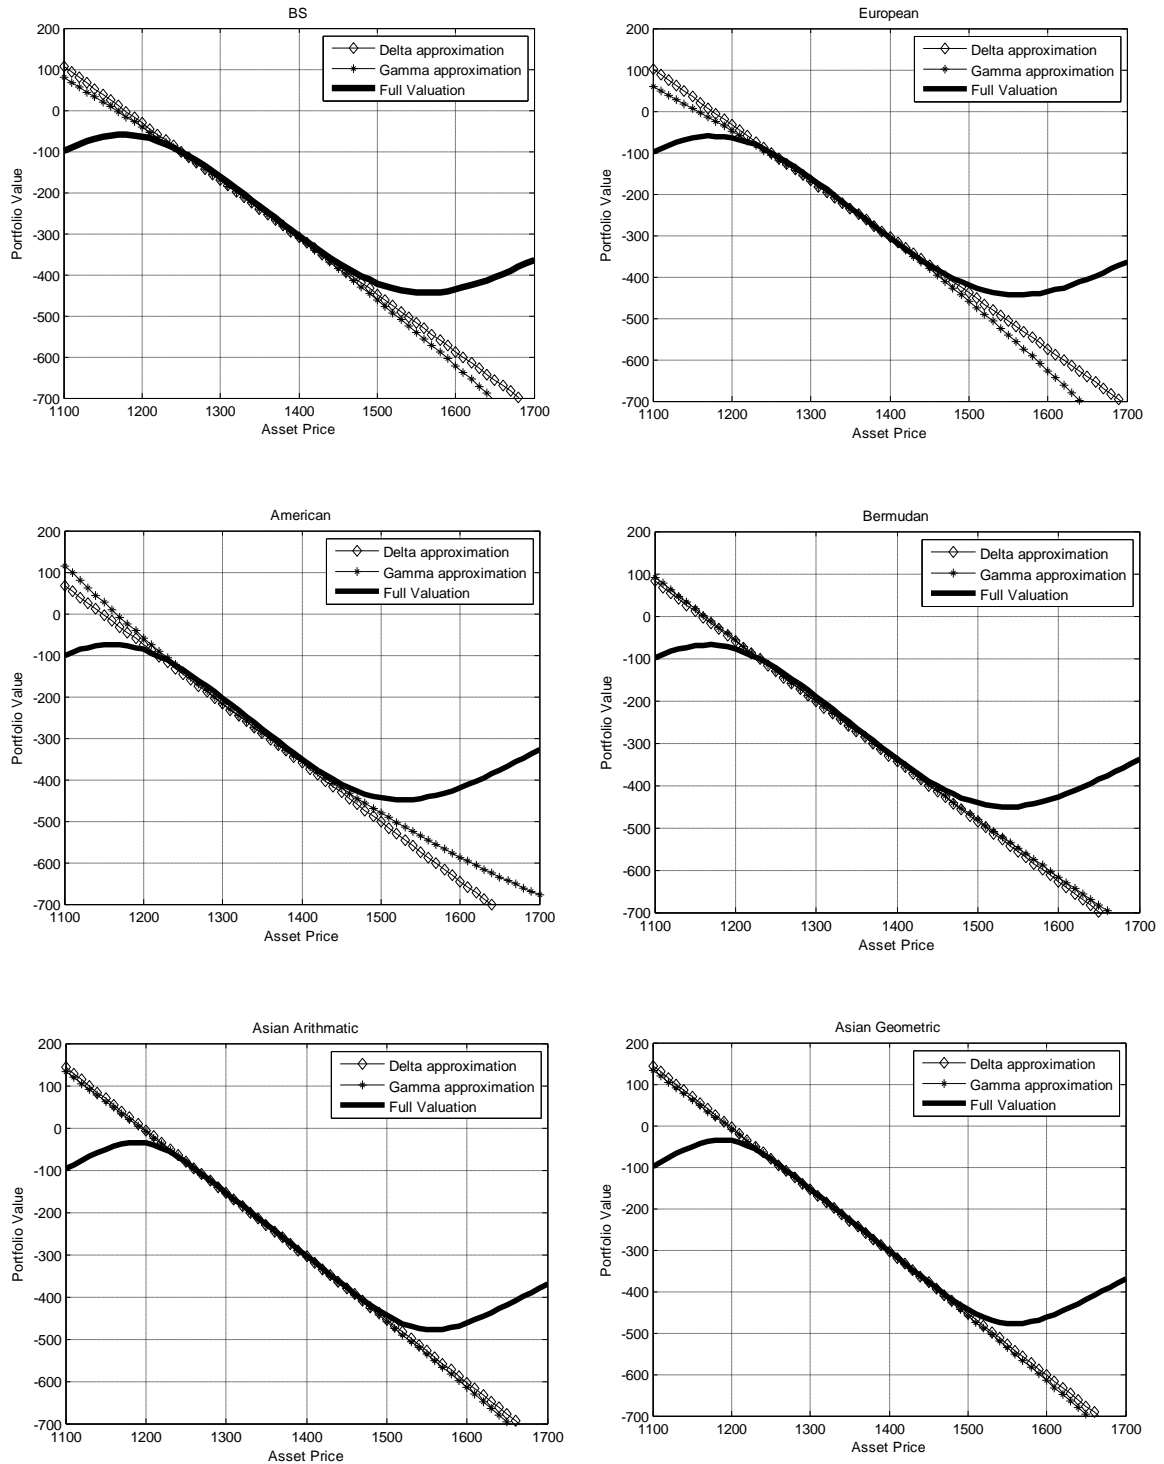 BS
200
100
0
-100
-200
-300
-400
-500
-600
-700
1100 1200 1300 1400 1500 1600 1700
Asset Price
Portfolio Value
Delta approximation
Gamma approximation
Full Valuation
European
200
100
0
-100
-200
-300
-400
-500
-600
-700
1100 1200 1300 1400 1500 1600 1700
Asset Price
Portfolio Value
Delta approximation
Gamma approximation
Full Valuation
American
200
100
0
-100
-200
-300
-400
-500
-600
-700
1100 1200 1300 1400 1500 1600 1700
Asset Price
Portfolio Value
Delta approximation
Gamma approximation
Full Valuation
Bermudan
200
100
0
-100
-200
-300
-400
-500
-600
-700
1100 1200 1300 1400 1500 1600 1700
Asset Price
Portfolio Value
Delta approximation
Gamma approximation
Full Valuation
Asian Arithmatic
200
100
0
-100
-200
-300
-400
-500
-600
-700
1100 1200 1300 1400 1500 1600 1700
Asset Price
Portfolio Value
Delta approximation
Gamma approximation
Full Valuation
Asian Geometric
200
100
0
-100
-200
-300
-400
-500
-600
-700
1100 1200 1300 1400 1500 1600 1700
Asset Price
Portfolio Value
Delta approximation
Gamma approximation
Full Valuation